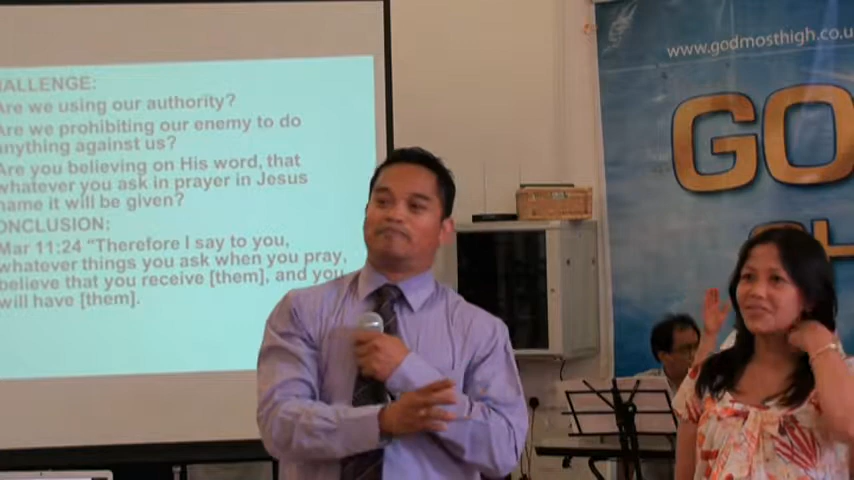 HALLENGE:
Are we using our authority?
Are we prohibiting our enemy to do
anything against us?
Are you believing on His word, that
whatever you ask in prayer in Jesus
name it will be given?
ONCLUSION:
Mar 11:24 "Therefore I say to you,
whatever things you ask when you pray,
believe that you receive [them], and you
will have [them].
www.godmosthigh.co.u
GO